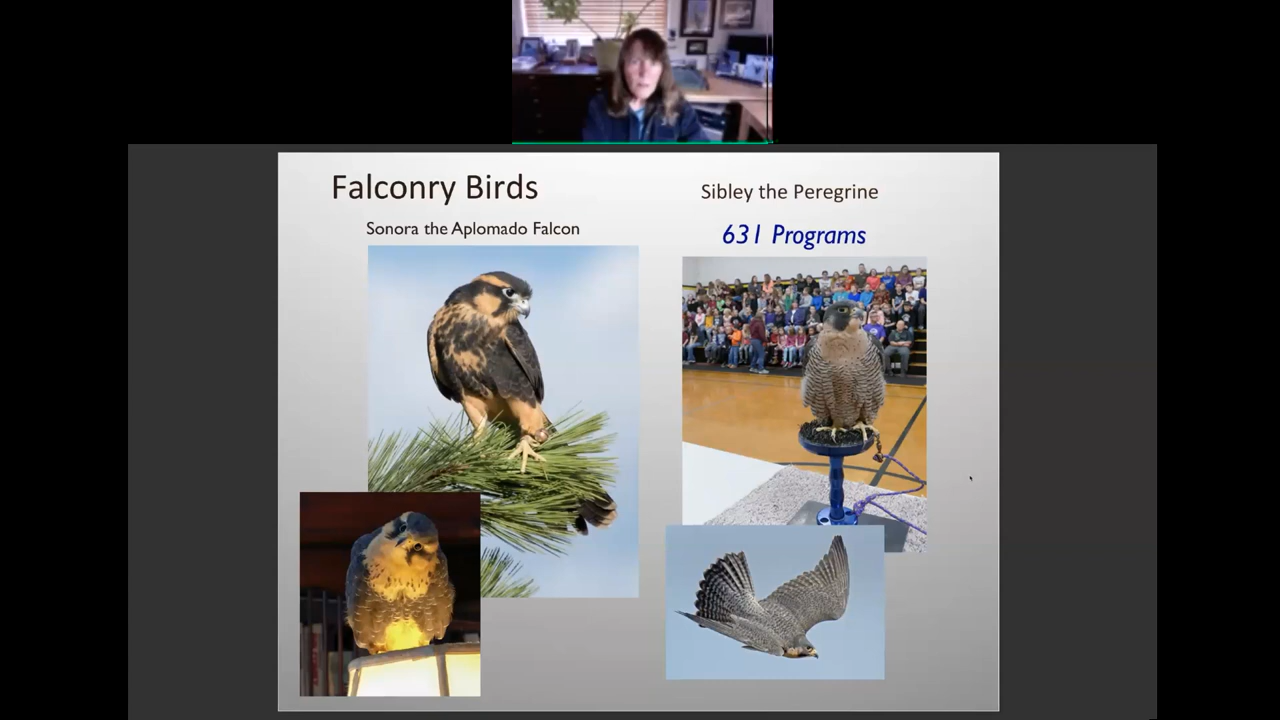 Falconry Birds
Sonora the Aplomado Falcon
Sibley the Peregrine
631 Programs